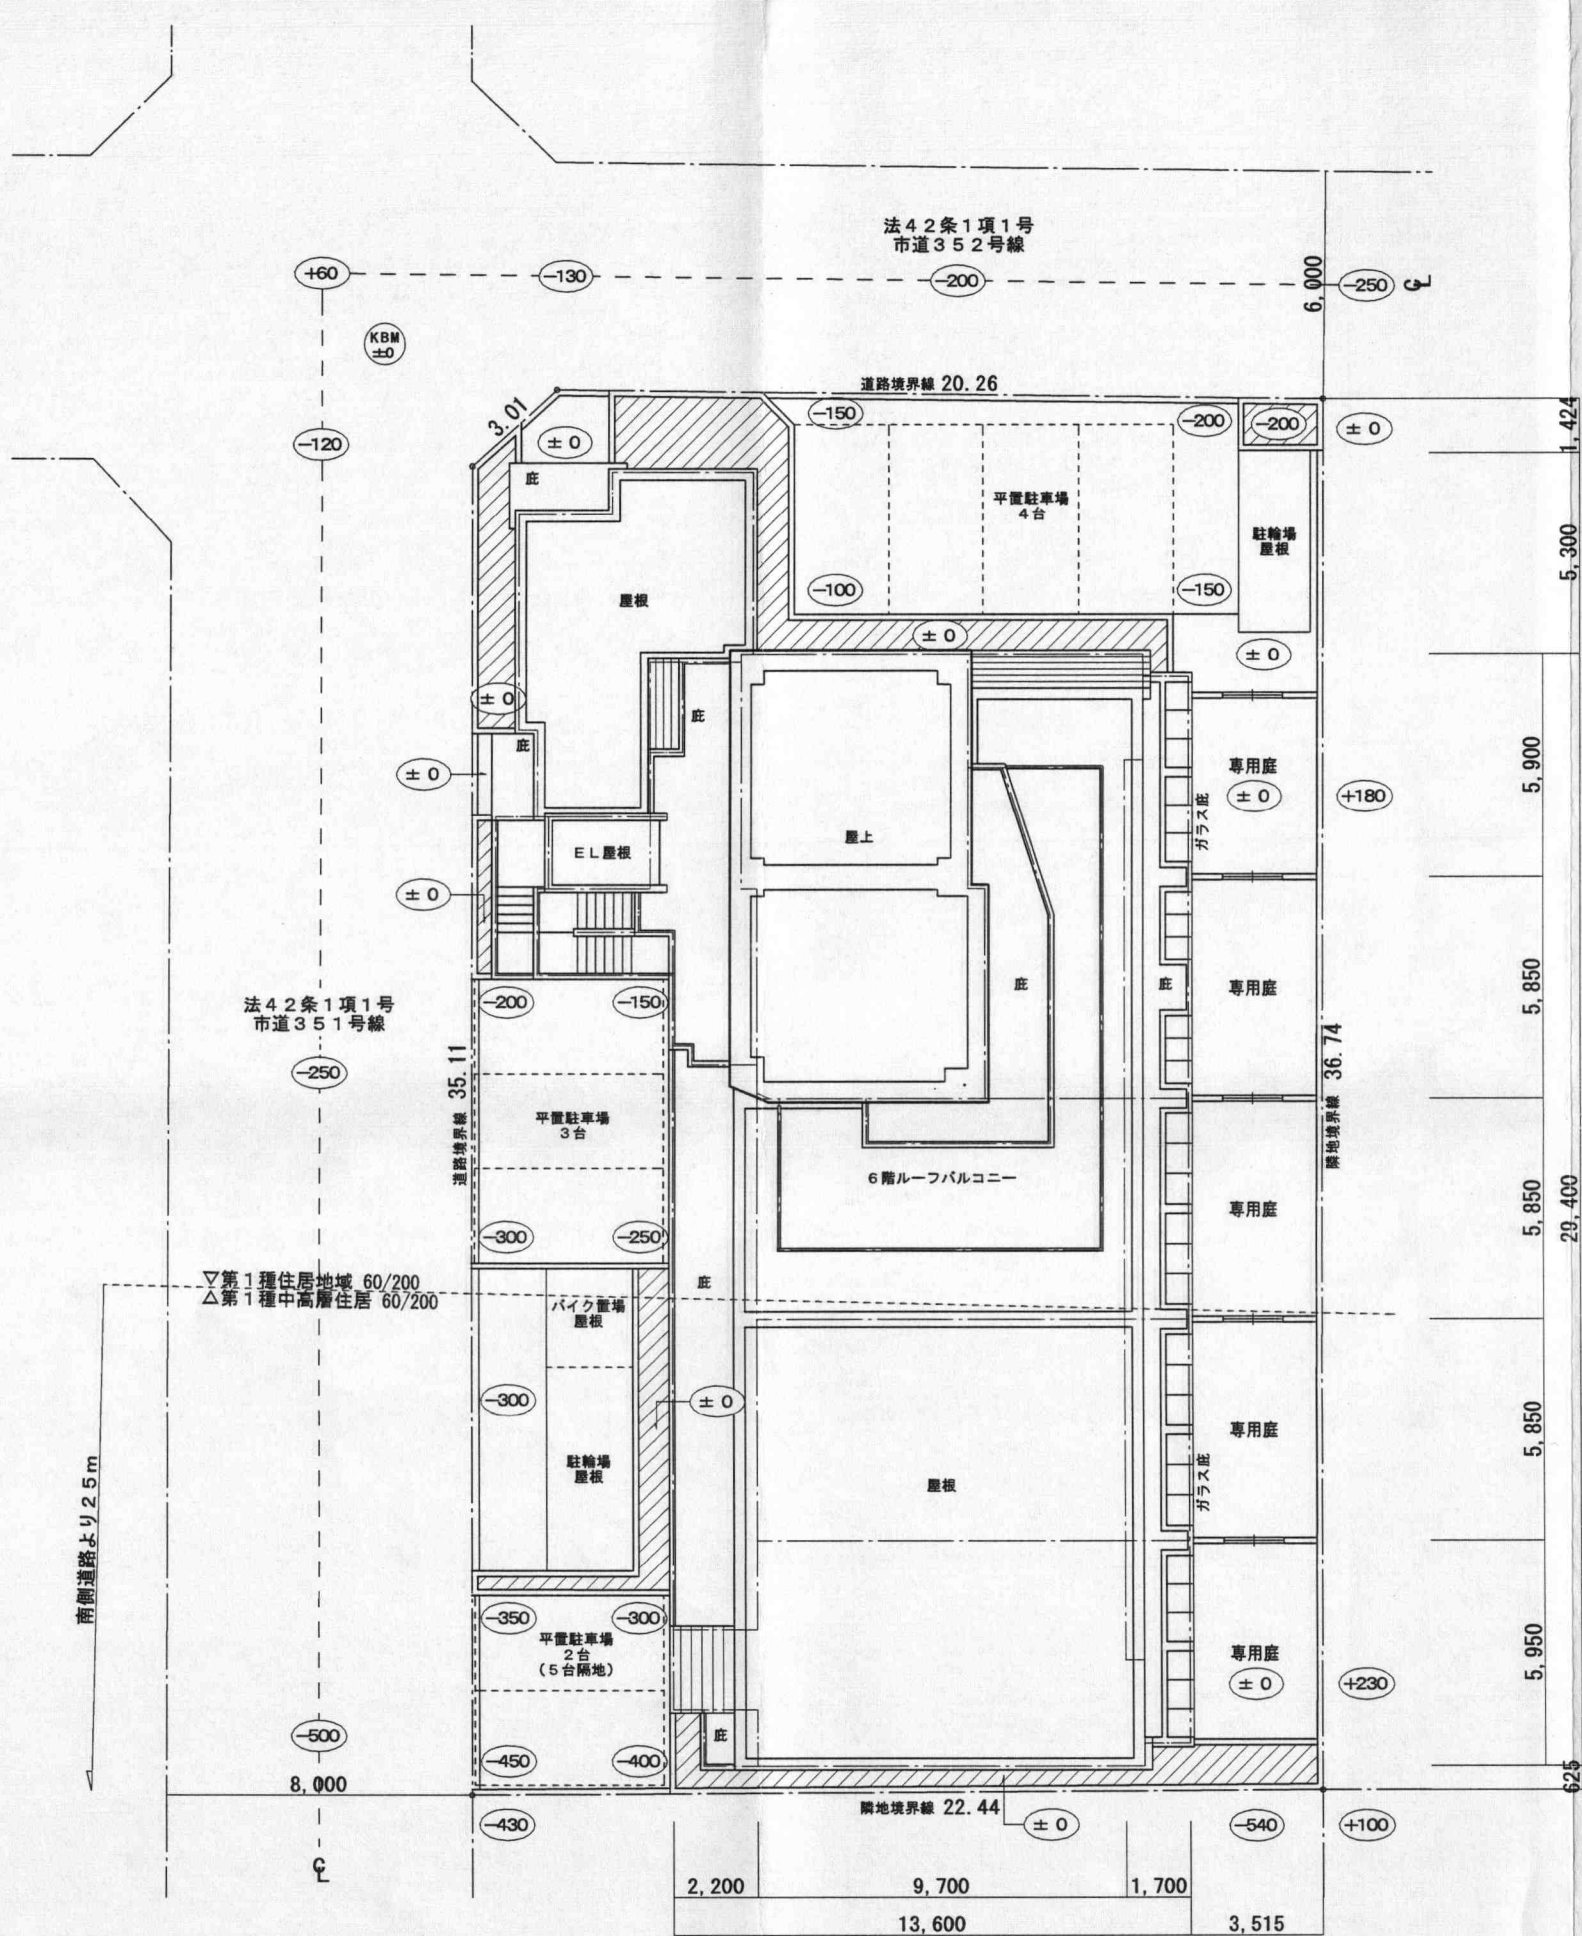 法42条1項1号
市道352号線
+60
-130
-200
-250
CL
6,000
KBM
±0
道路境界線 20.26
3.01
-120
±0
-150
-200
-200
±0
1,424
庇
平置駐車場
4台
駐輪場
屋根
5,300
屋根
-100
-150
±0
±0
±0
庇
庇
専用庭
±0
±0
+180
5,900
ガラス庇
屋上
EL屋根
±0
庇
庇
専用庭
5,850
法42条1項1号
市道351号線
-200
-150
-250
道路境界線 35.11
隣地境界線 36.74
平置駐車場
3台
6階ルーフバルコニー
専用庭
5,850
29,400
-300
-250
▽第1種住居地域 60/200
△第1種中高層住居 60/200
庇
バイク置場
屋根
-300
±0
専用庭
5,850
駐輪場
屋根
屋根
ガラス庇
南側道路より25m
-350
-300
平置駐車場
2台
(5台隔地)
専用庭
±0
+230
5,950
-500
庇
-450
-400
8,000
625
隣地境界線 22.44
-430
±0
-540
+100
CL
2,200
9,700
1,700
13,600
3,515